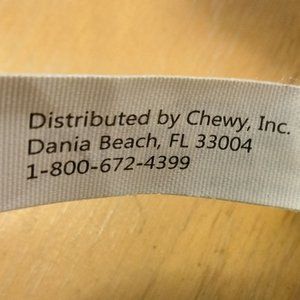 Distributed by Chewy, Inc.
Dania Beach, FL 33004
1-800-672-4399